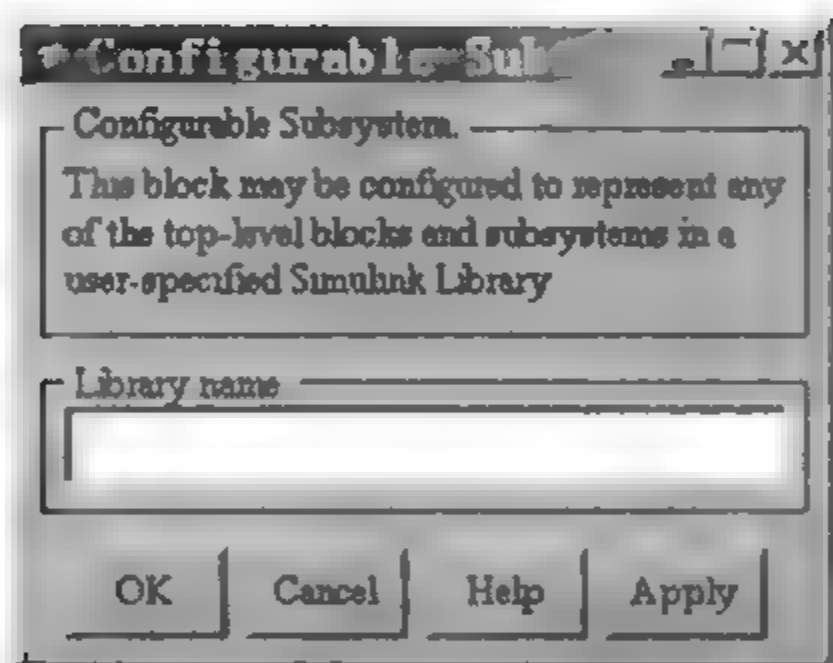 Configurable Sub
Configurable Subsystem.
This block may be configured to represent any
of the top-level blocks and subsystems in a
user-specified Simulink Library
Library name
OK Cancel Help Apply